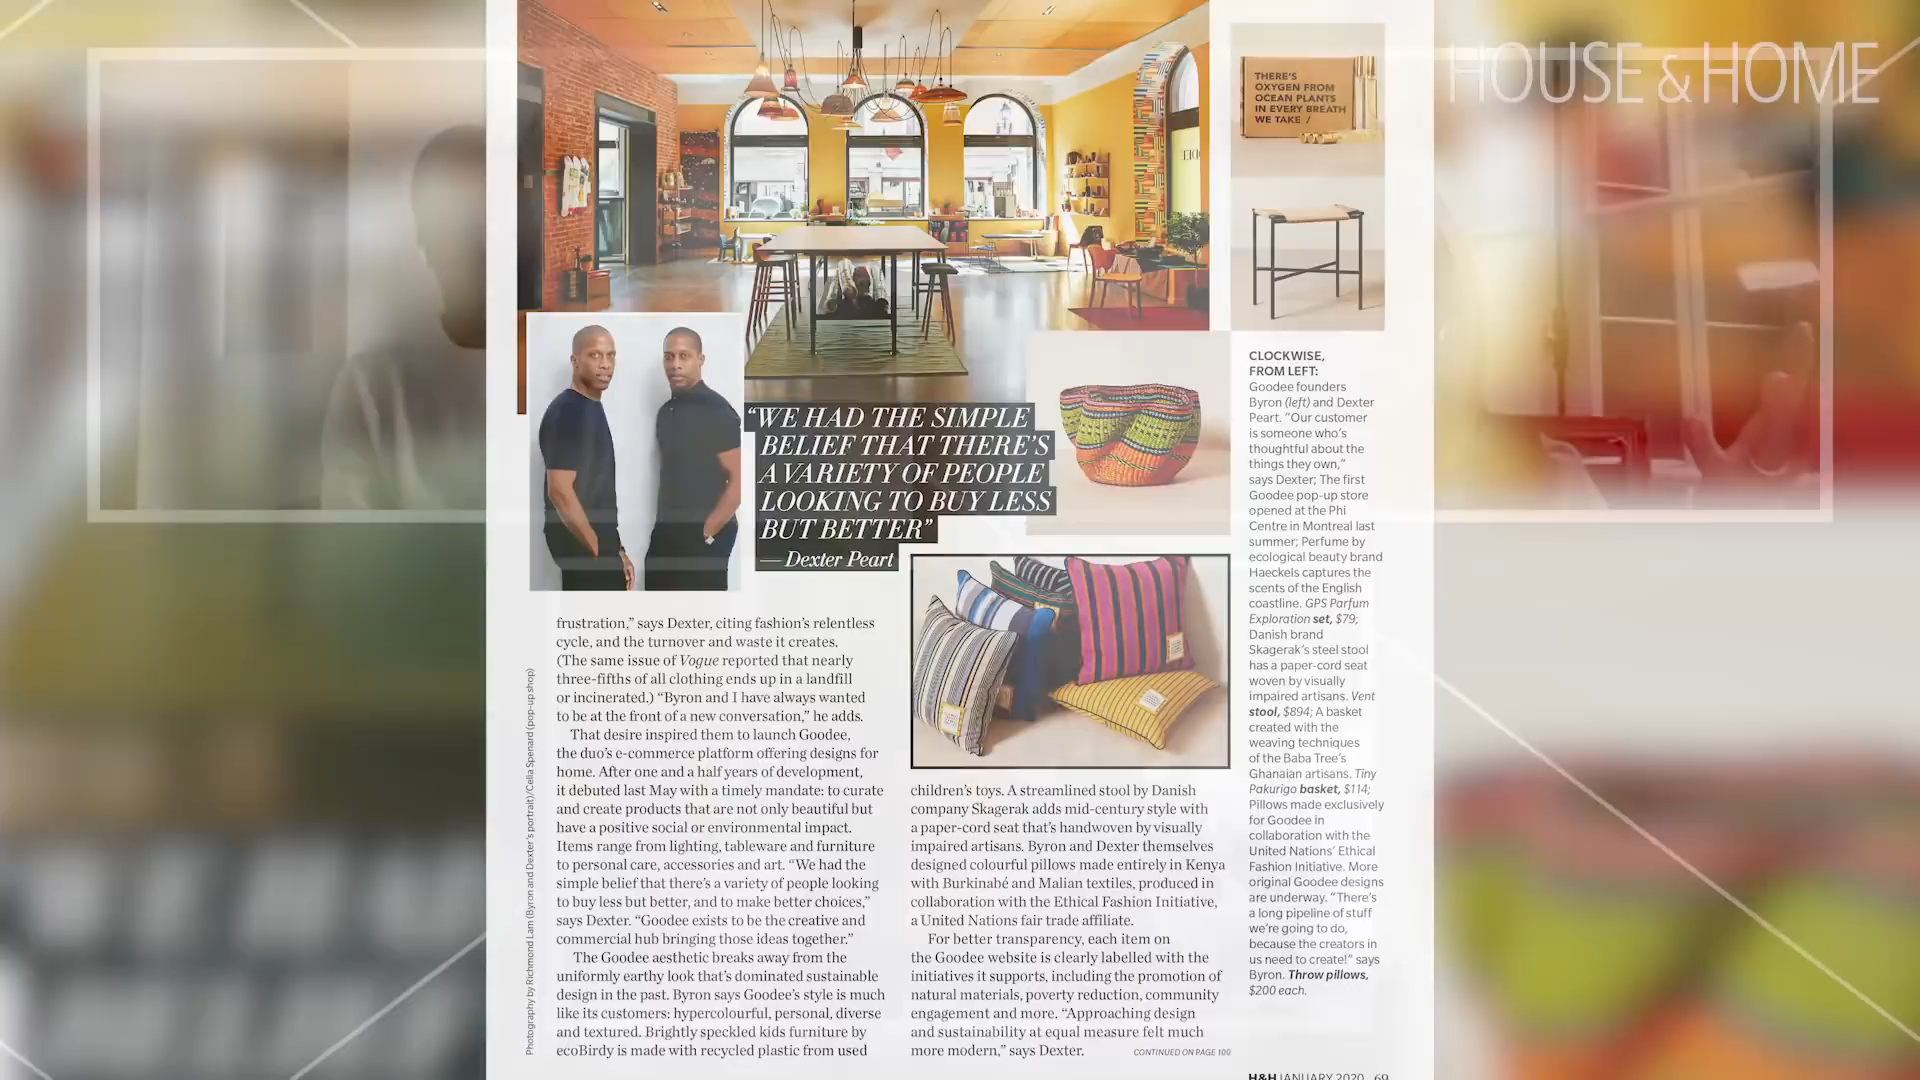 HOUSE & HOME
THERE'S
OXYGEN FROM
OCEAN PLANTS
IN EVERY BREATH
WE TAKE /
"WE HAD THE SIMPLE
BELIEF THAT THERE'S
A VARIETY OF PEOPLE
LOOKING TO BUY LESS
BUT BETTER"
— Dexter Peart
frustration," says Dexter, citing fashion's relentless
cycle, and the turnover and waste it creates.
(The same issue of Vogue reported that nearly
three-fifths of all clothing ends up in a landfill
or incinerated.) "Byron and I have always wanted
to be at the front of a new conversation," he adds.
That desire inspired them to launch Goodee,
the duo's e-commerce platform offering designs for
home. After one and a half years of development,
it debuted last May with a timely mandate: to curate
and create products that are not only beautiful but
have a positive social or environmental impact.
Items range from lighting, tableware and furniture
to personal care, accessories and art. "We had the
simple belief that there's a variety of people looking
to buy less but better, and to make better choices,"
says Dexter. "Goodee exists to be the creative and
commercial hub bringing those ideas together."
The Goodee aesthetic breaks away from the
uniformly earthy look that's dominated sustainable
design in the past. Byron says Goodee's style is much
like its customers: hypercolourful, personal, diverse
and textured. Brightly speckled kids furniture by
ecoBirdy is made with recycled plastic from used
children's toys. A streamlined stool by Danish
company Skagerak adds mid-century style with
a paper-cord seat that's handwoven by visually
impaired artisans. Byron and Dexter themselves
designed colourful pillows made entirely in Kenya
with Burkinabé and Malian textiles, produced in
collaboration with the Ethical Fashion Initiative,
a United Nations fair trade affiliate.
For better transparency, each item on
the Goodee website is clearly labelled with the
initiatives it supports, including the promotion of
natural materials, poverty reduction, community
engagement and more. "Approaching design
and sustainability at equal measure felt much
more modern," says Dexter.
CONTINUED ON PAGE 100
CLOCKWISE,
FROM LEFT:
Goodee founders
Byron (left) and Dexter
Peart. "Our customer
is someone who's
thoughtful about the
things they own,"
says Dexter; The first
Goodee pop-up store
opened at the Phi
Centre in Montreal last
summer; Perfume by
ecological beauty brand
Haeckels captures the
scents of the English
coastline. GPS Parfum
Exploration set, $79;
Danish brand
Skagerak's steel stool
has a paper-cord seat
woven by visually
impaired artisans. Vent
stool, $894; A basket
created with the
weaving techniques
of the Baba Tree's
Ghanaian artisans. Tiny
Pakurigo basket, $114;
Pillows made exclusively
for Goodee in
collaboration with the
United Nations' Ethical
Fashion Initiative. More
original Goodee designs
are underway. "There's
a long pipeline of stuff
we're going to do,
because the creators in
us need to create!" says
Byron. Throw pillows,
$200 each.
Photography by Richmond Lam (Byron and Dexter's portrait)/Celia Spenard (pop-up shop)
H&H JANUARY 2020 69